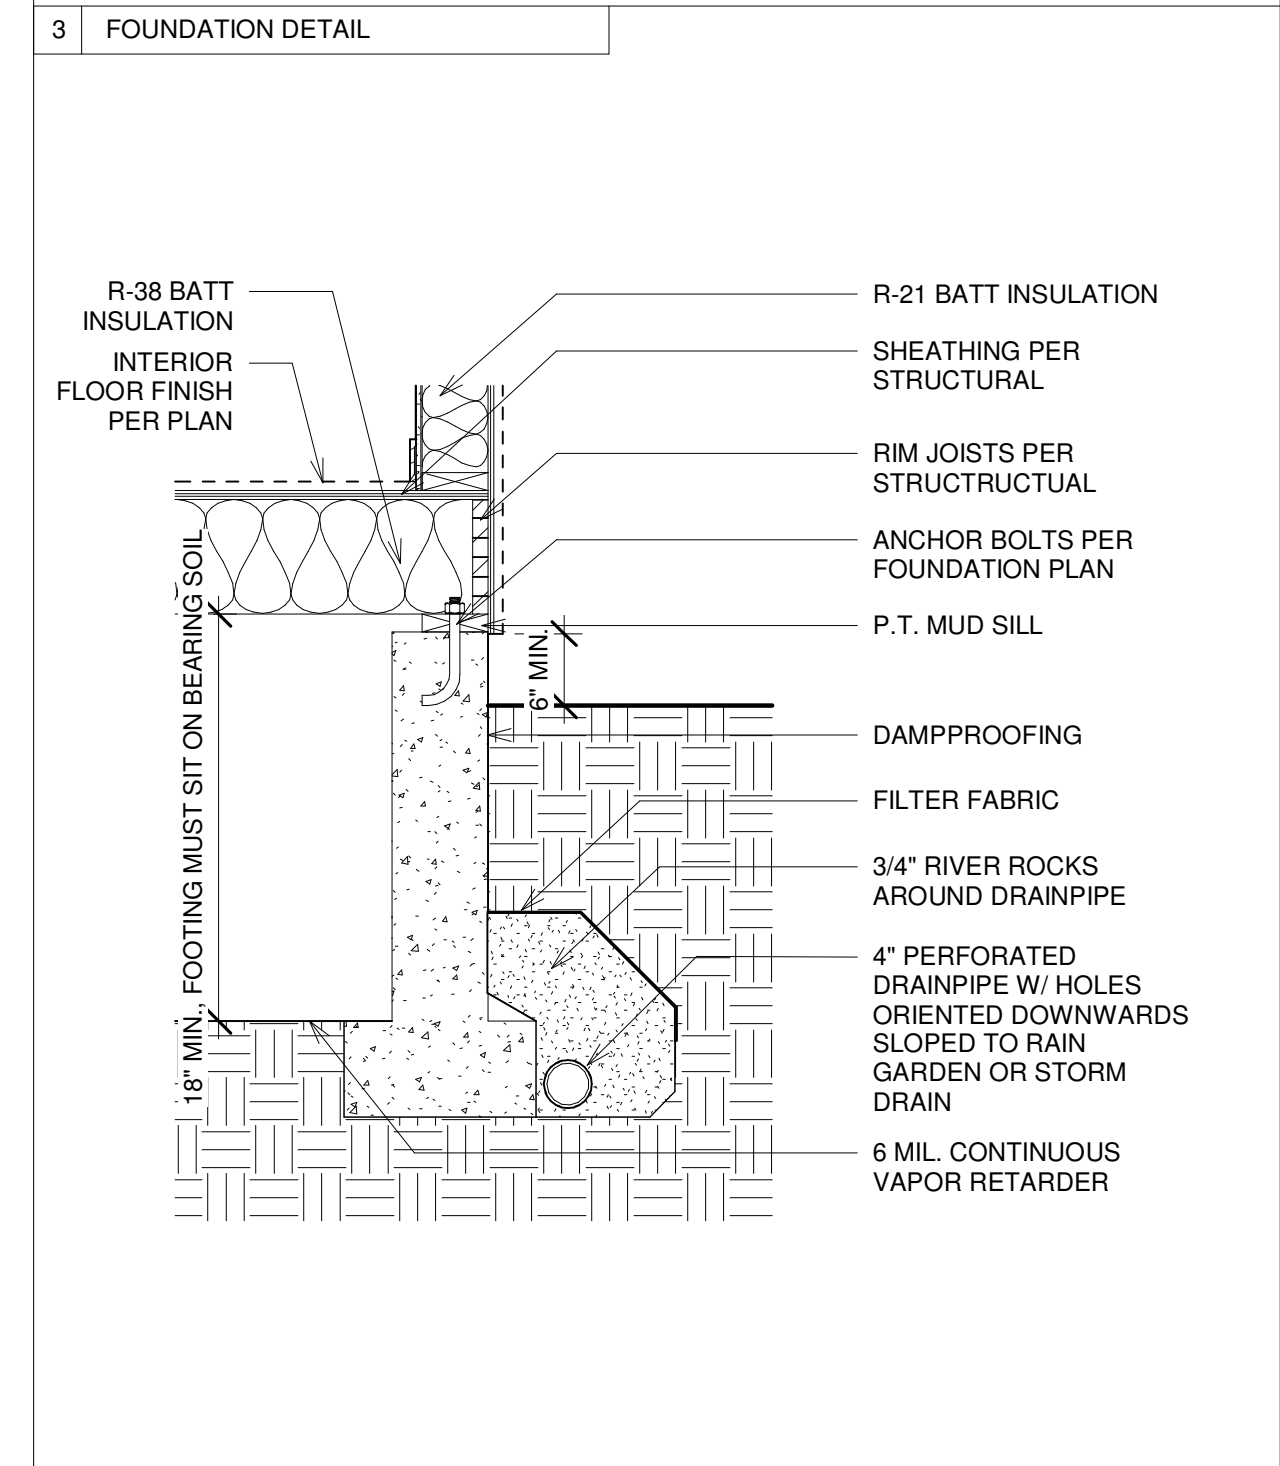 3 FOUNDATION DETAIL
R-38 BATT
INSULATION
INTERIOR
FLOOR FINISH
PER PLAN
18" MIN., FOOTING MUST SIT ON BEARING SOIL
6" MIN.
R-21 BATT INSULATION
SHEATHING PER
STRUCTURAL
RIM JOISTS PER
STRUCTRUCTUAL
ANCHOR BOLTS PER
FOUNDATION PLAN
P.T. MUD SILL
DAMPPROOFING
FILTER FABRIC
3/4" RIVER ROCKS
AROUND DRAINPIPE
4" PERFORATED
DRAINPIPE W/ HOLES
ORIENTED DOWNWARDS
SLOPED TO RAIN
GARDEN OR STORM
DRAIN
6 MIL. CONTINUOUS
VAPOR RETARDER